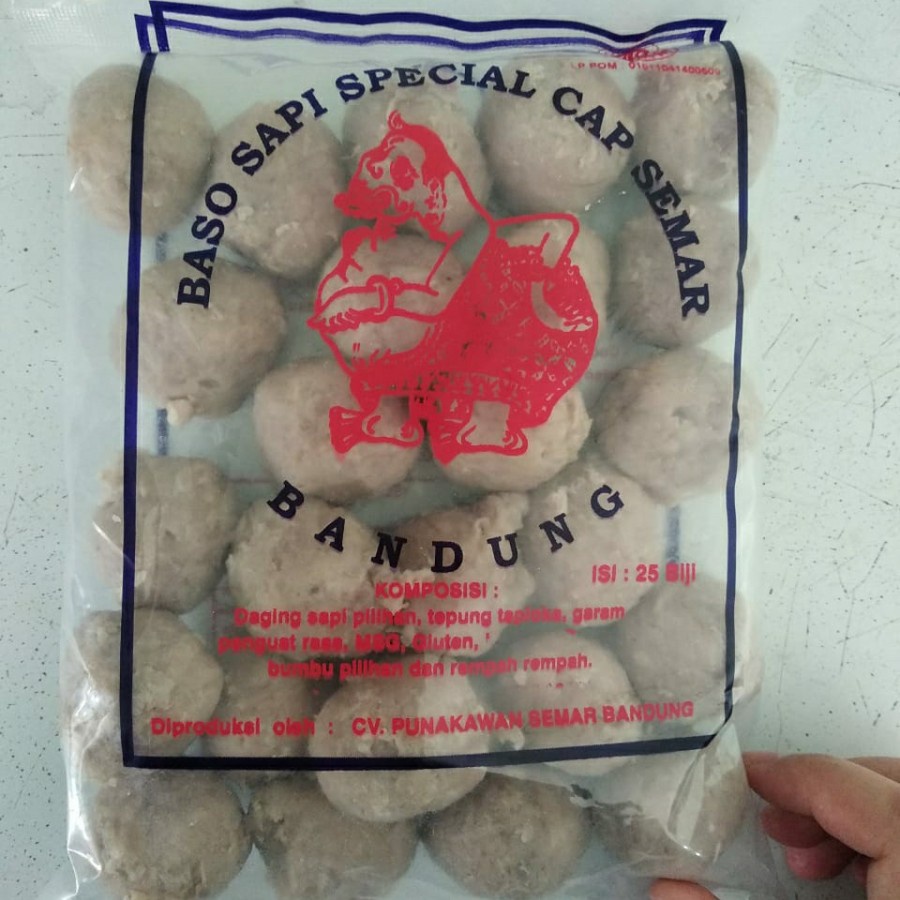 LP POM
BASO SAPI SPECIAL CAP SEMAR
BANDUNG
ISI : 25 Biji
KOMPOSISI :
Daging sapi pilihan, tepung tapioka, garam
penguat rasa, MSG, Gluten,
bumbu pilihan dan rempah rempah.
Diproduksi oleh : CV. PUNAKAWAN SEMAR BANDUNG